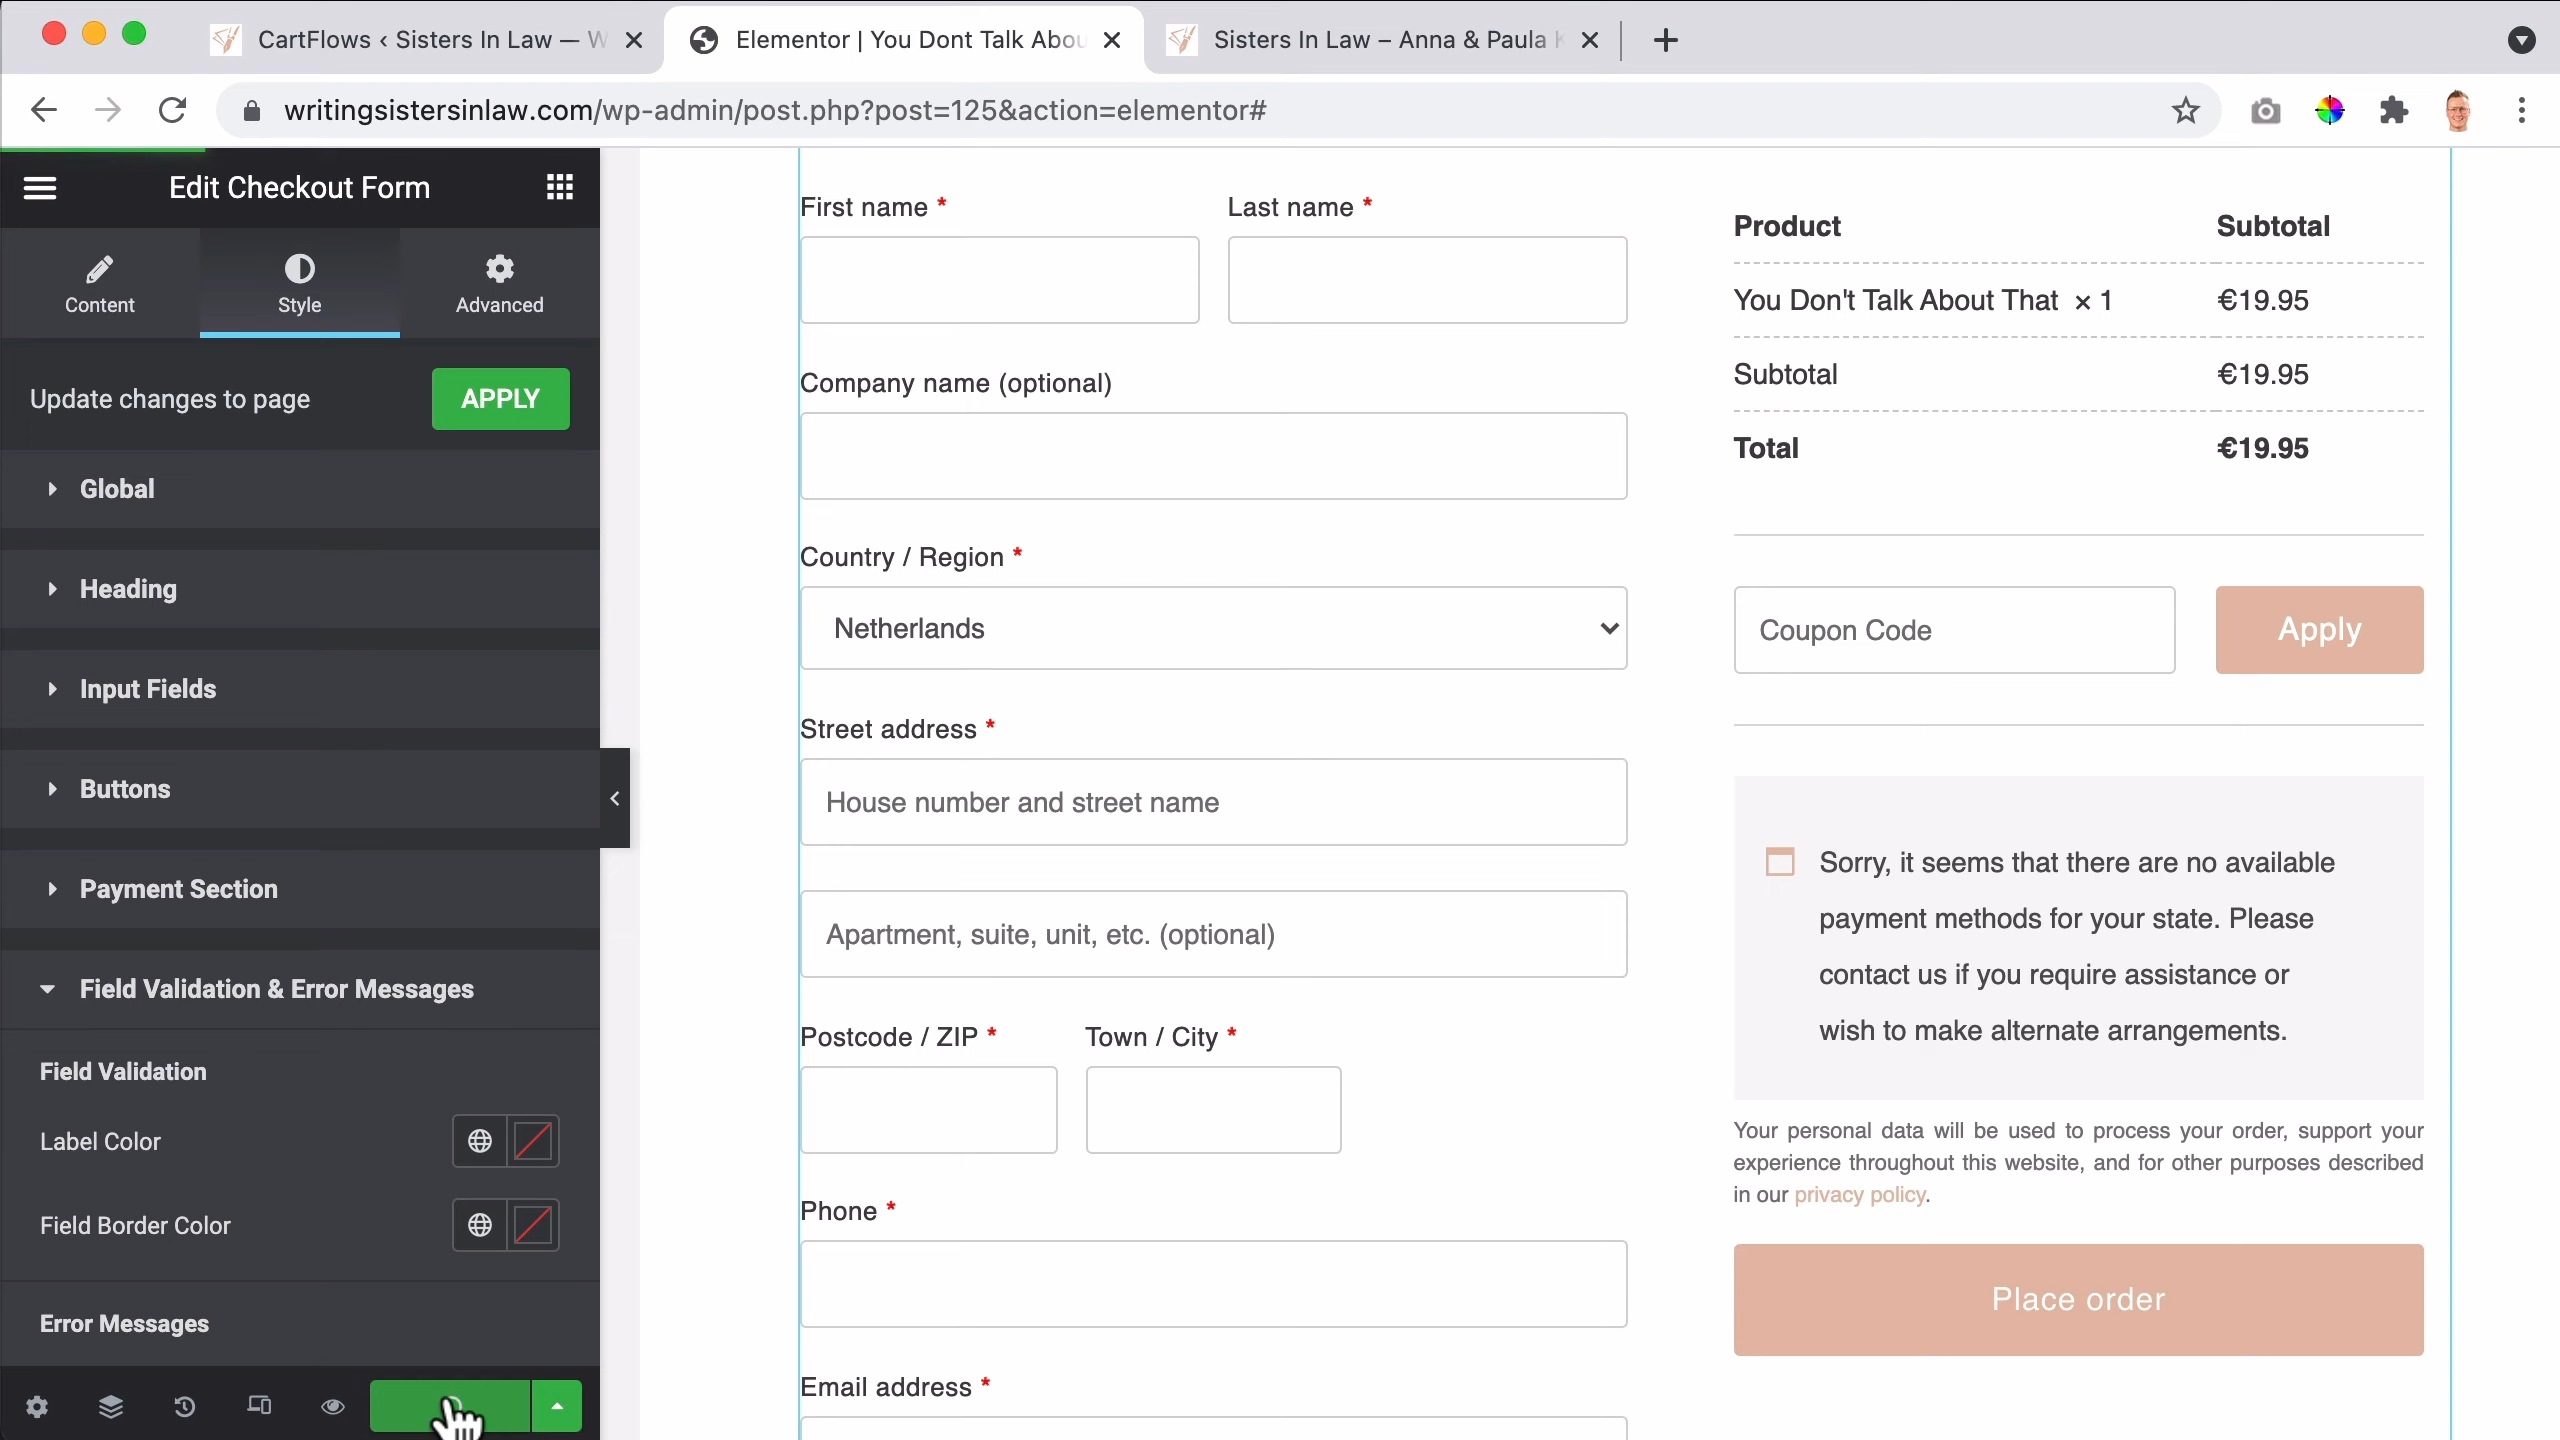 CartFlows ‹ Sisters In Law — W
Elementor | You Dont Talk Abou
Sisters In Law – Anna & Paula K
writingsistersinlaw.com/wp-admin/post.php?post=125&action=elementor#
Edit Checkout Form
Content
Style
Advanced
Update changes to page
APPLY
Global
Heading
Input Fields
Buttons
Payment Section
Field Validation & Error Messages
Field Validation
Label Color
Field Border Color
Error Messages
First name *
Last name *
Company name (optional)
Country / Region *
Netherlands
Street address *
House number and street name
Apartment, suite, unit, etc. (optional)
Postcode / ZIP *
Town / City *
Phone *
Email address *
Product
Subtotal
You Don't Talk About That × 1
€19.95
Subtotal
€19.95
Total
€19.95
Coupon Code
Apply
Sorry, it seems that there are no available
payment methods for your state. Please
contact us if you require assistance or
wish to make alternate arrangements.
Your personal data will be used to process your order, support your
experience throughout this website, and for other purposes described
in our privacy policy.
Place order